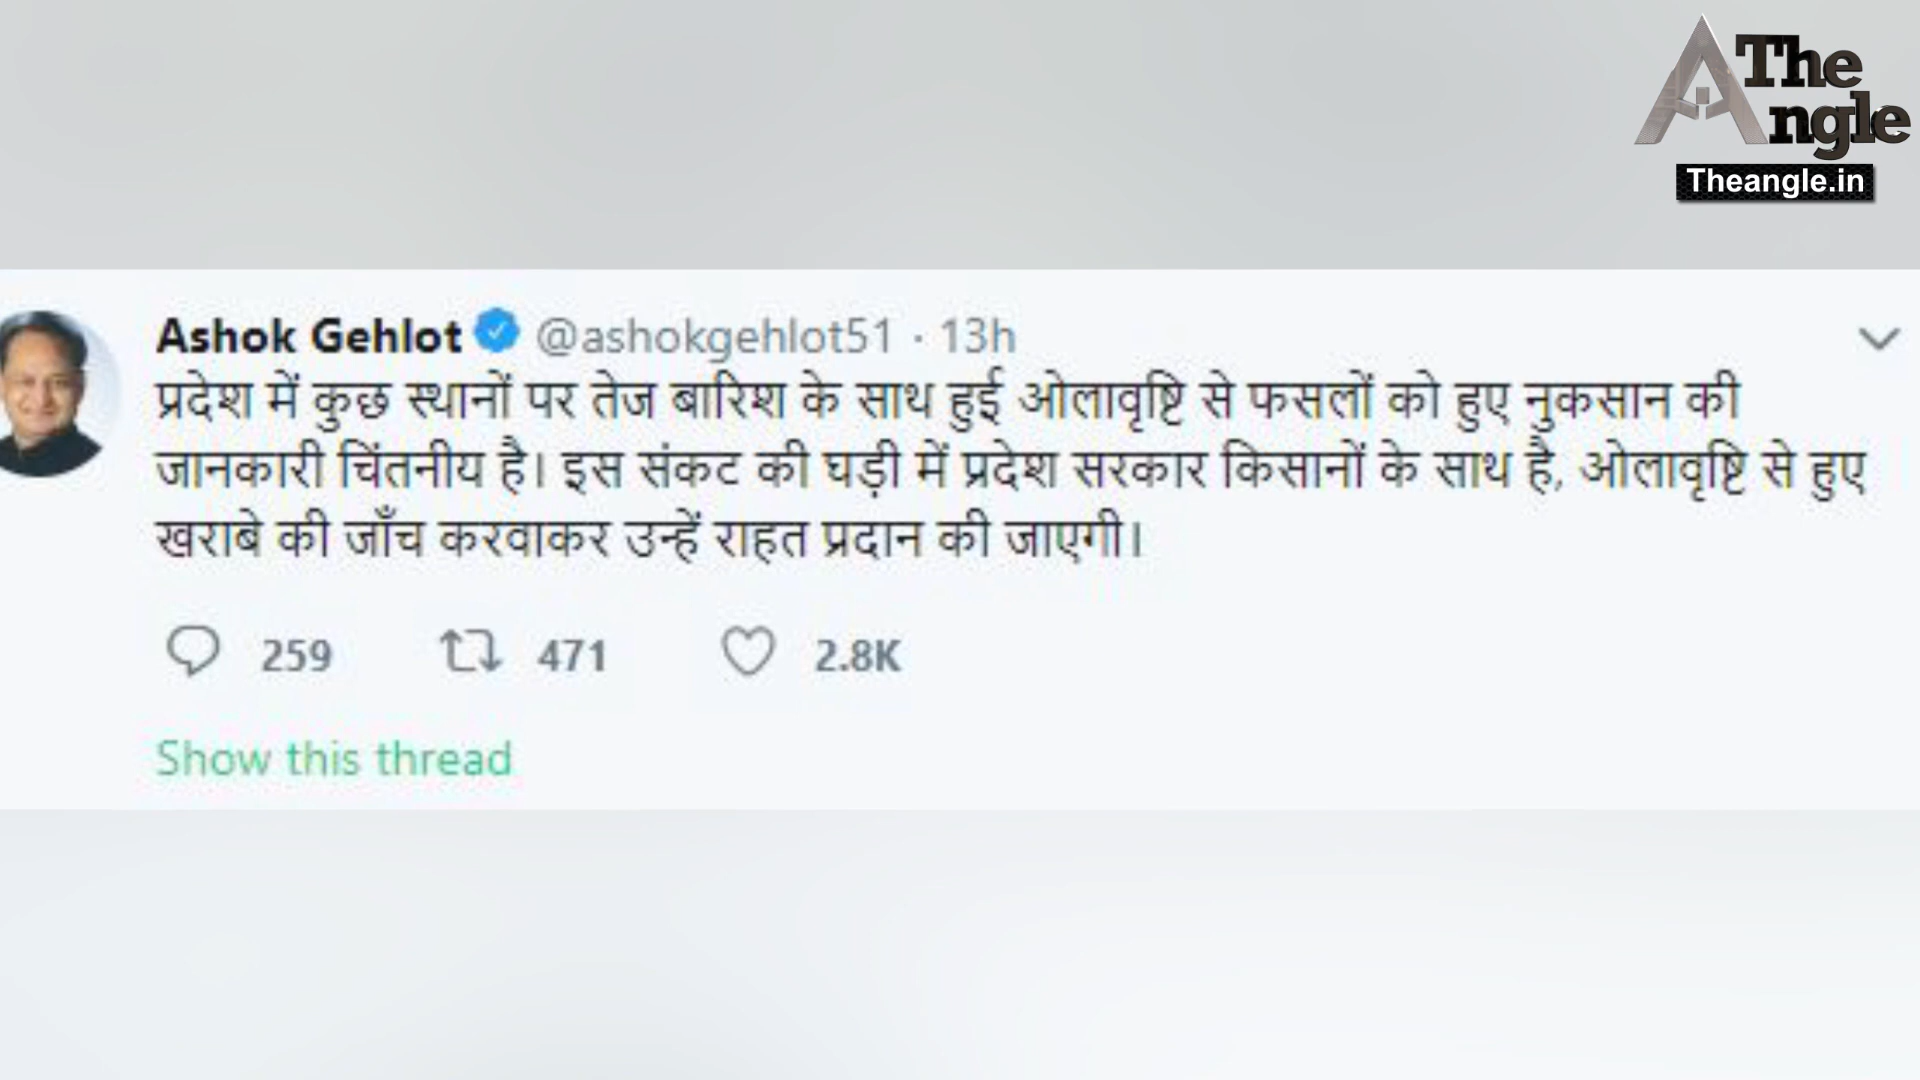 The
Angle
Theangle.in
Ashok Gehlot @ashokgehlot51 · 13h
प्रदेश में कुछ स्थानों पर तेज बारिश के साथ हुई ओलावृष्टि से फसलों को हुए नुकसान की
जानकारी चिंतनीय है। इस संकट की घड़ी में प्रदेश सरकार किसानों के साथ है, ओलावृष्टि से हुए
खराबे की जाँच करवाकर उन्हें राहत प्रदान की जाएगी।
259 471 2.8K
Show this thread